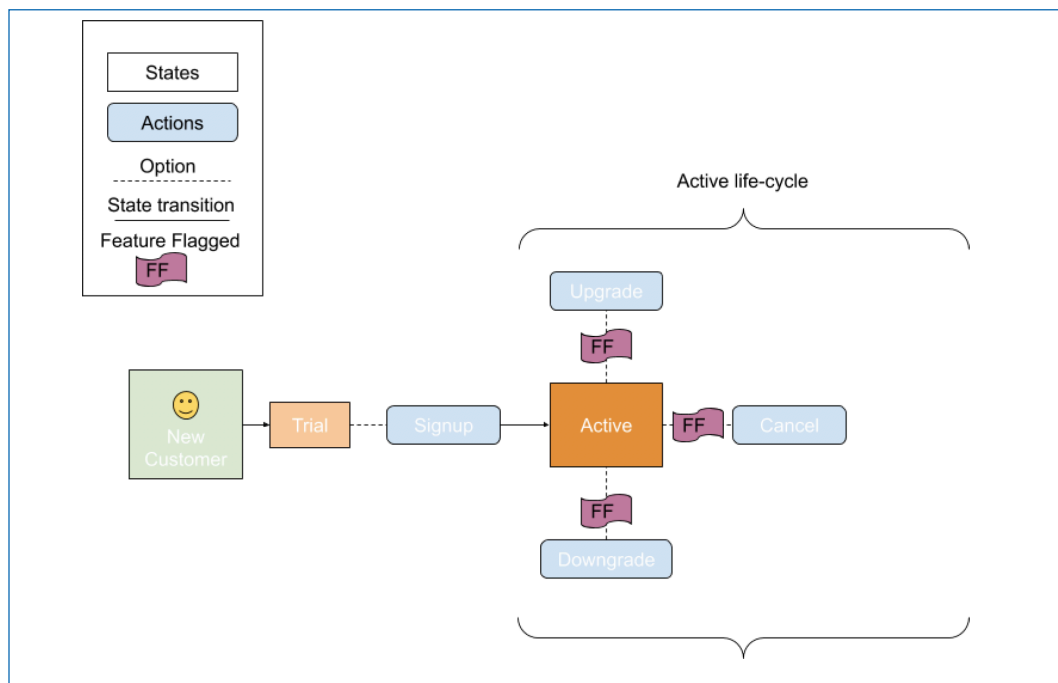 States
Actions
Option
State transition
Feature Flagged
FF
Active life-cycle
Upgrade
FF
New
Customer
Trial
Signup
Active
FF
Cancel
FF
Downgrade